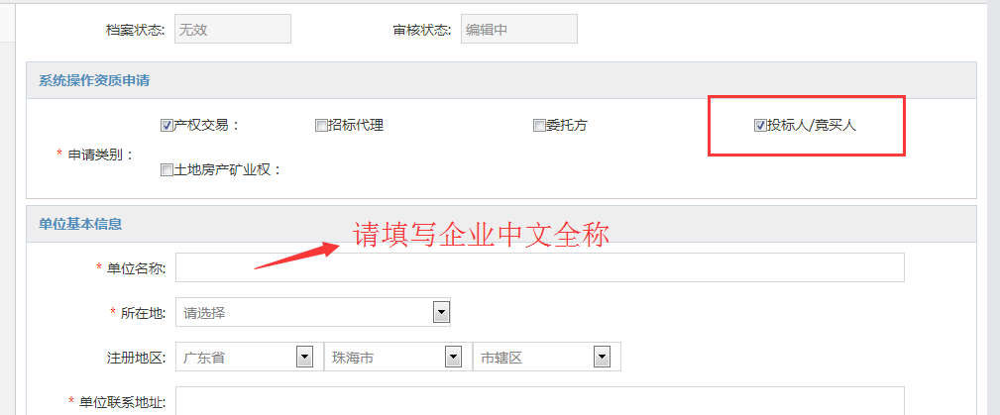 档案状态: 无效 审核状态: 编辑中
系统操作资质申请
产权交易： 招标代理 委托方 投标人/竞买人
* 申请类别：
土地房产矿业权：
单位基本信息
请填写企业中文全称
* 单位名称:
* 所在地: 请选择
注册地区: 广东省 珠海市 市辖区
* 单位联系地址: